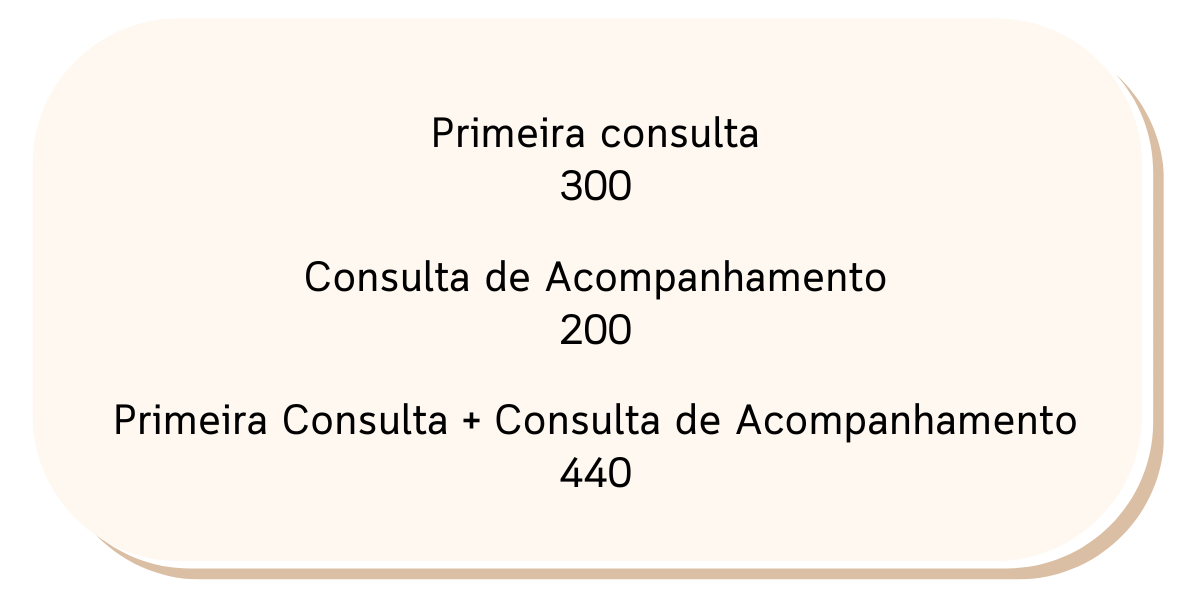 Primeira consulta
300
Consulta de Acompanhamento
200
Primeira Consulta + Consulta de Acompanhamento
440